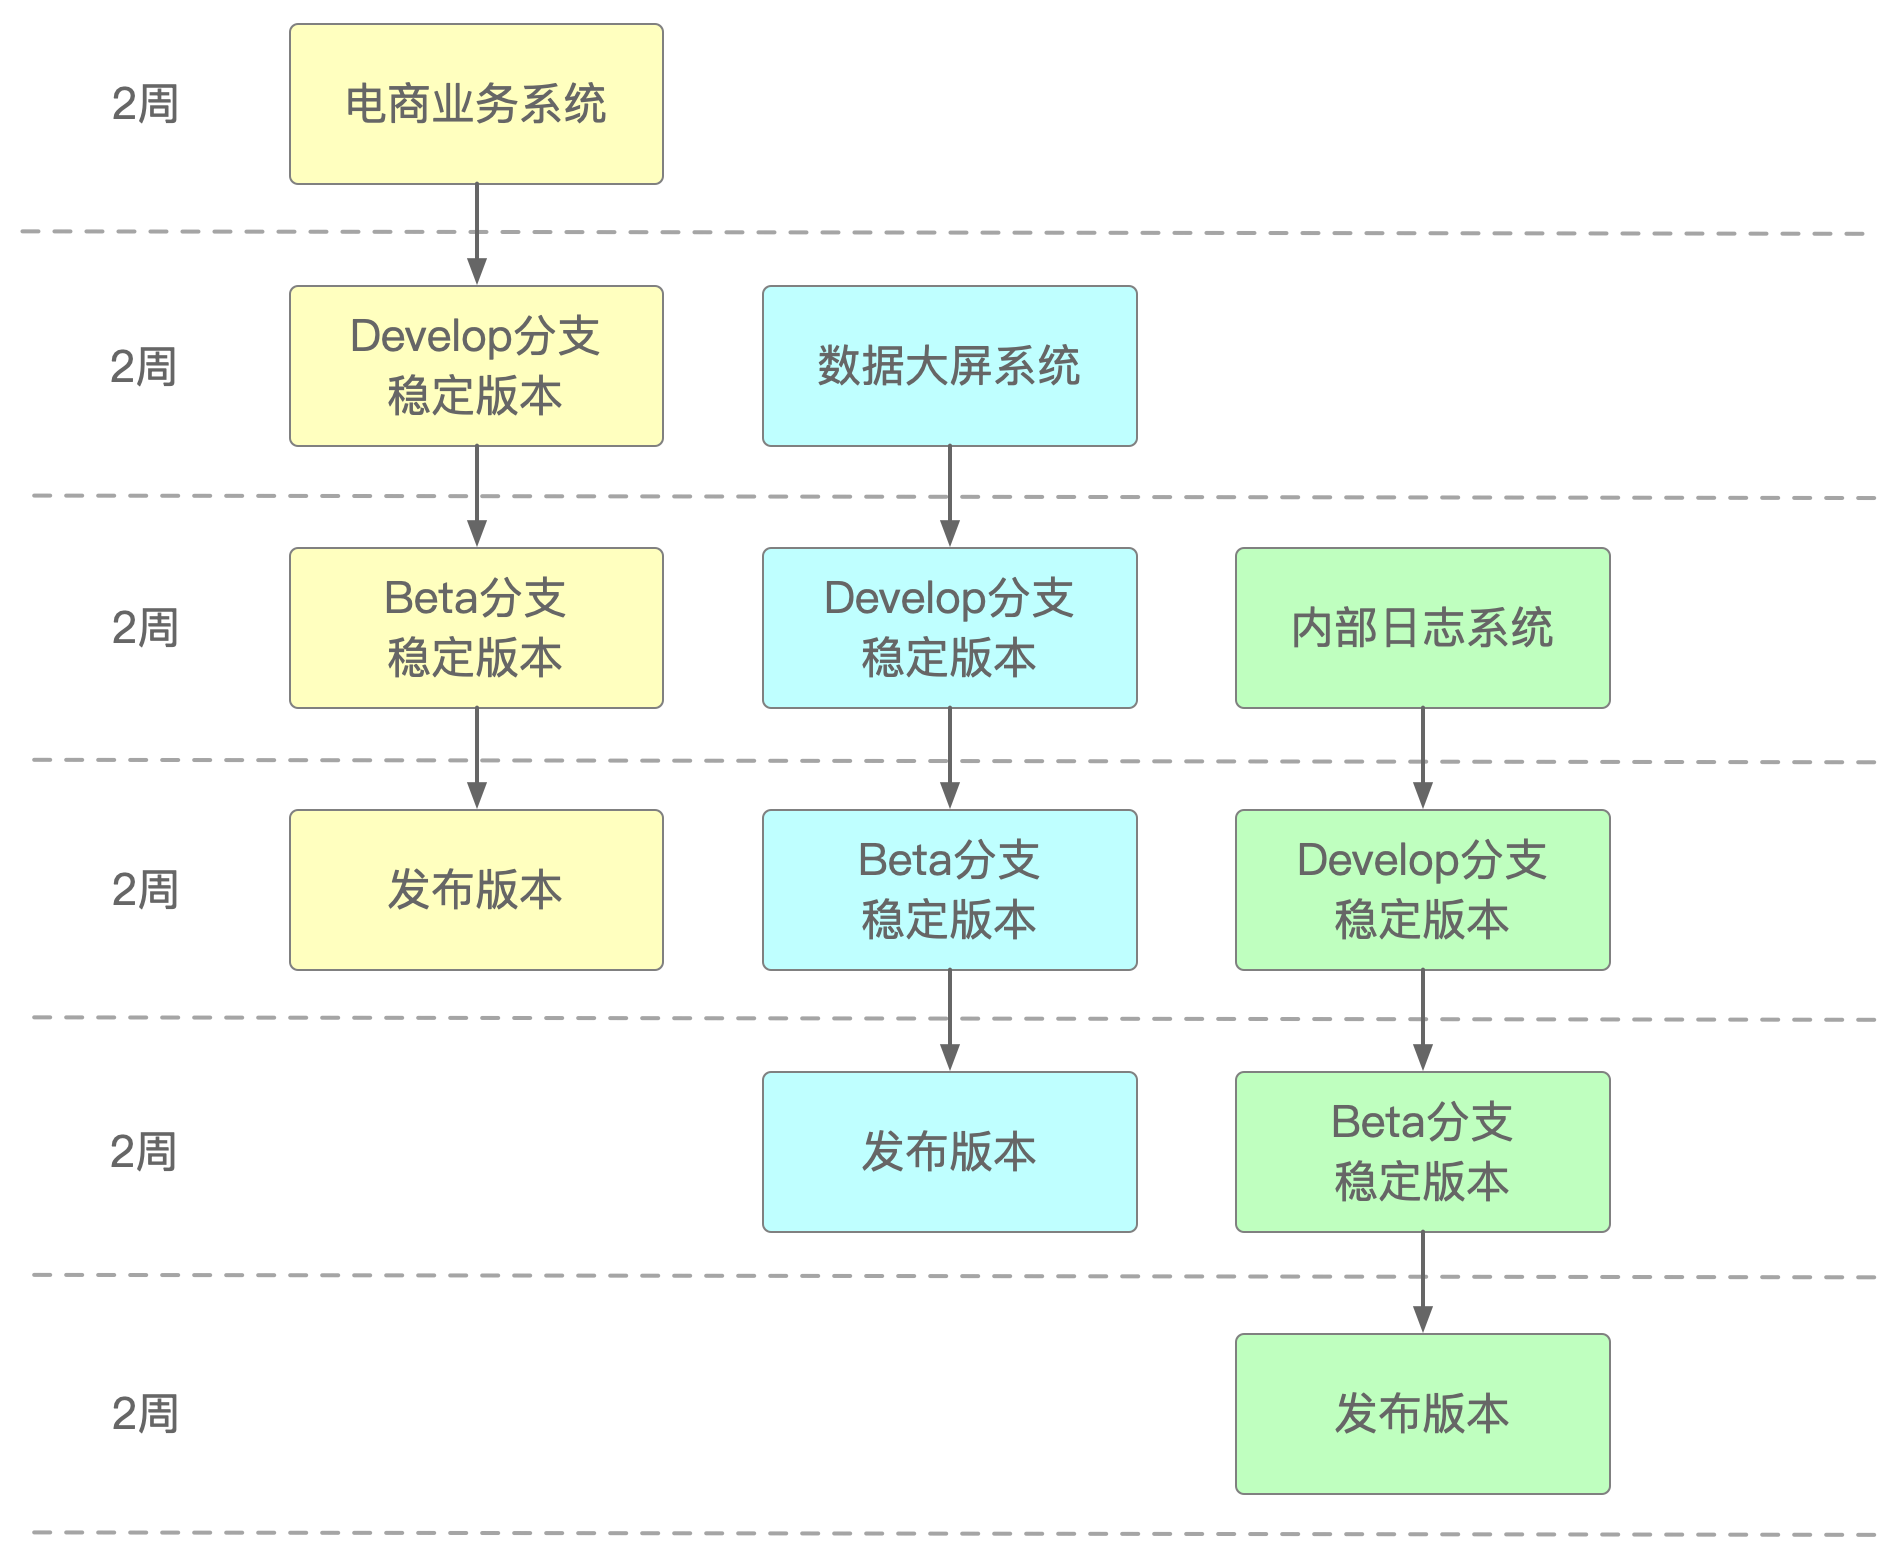 2周
电商业务系统
2周
Develop分支
稳定版本
数据大屏系统
2周
Beta分支
稳定版本
Develop分支
稳定版本
内部日志系统
2周
发布版本
Beta分支
稳定版本
Develop分支
稳定版本
2周
发布版本
Beta分支
稳定版本
2周
发布版本